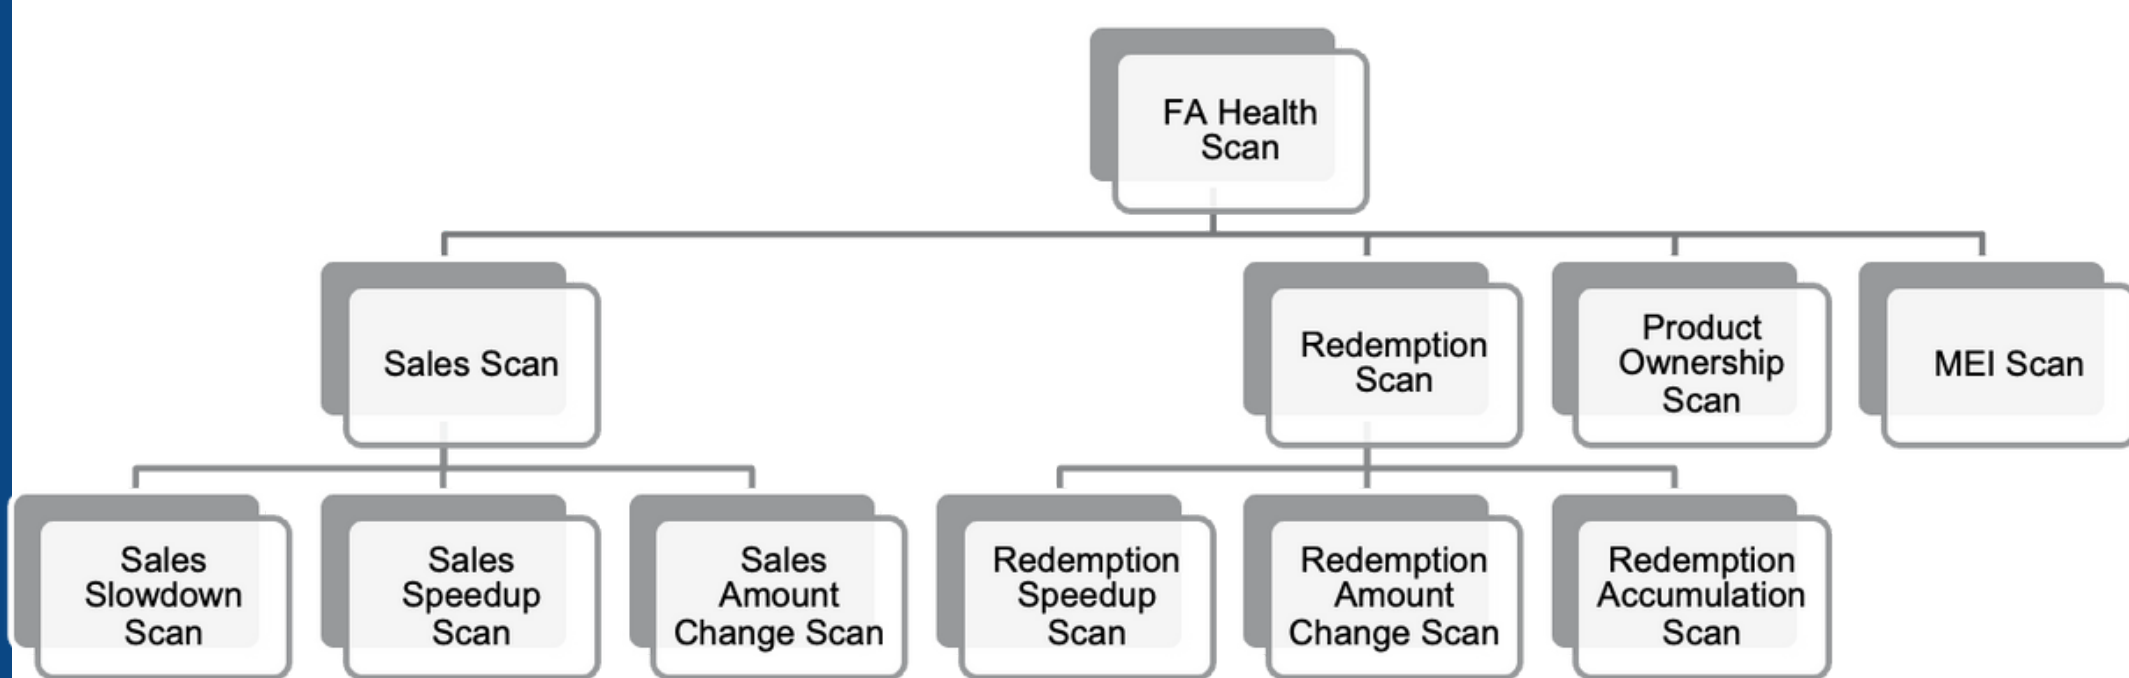 FA Health
Scan
Sales Scan
Redemption
Scan
Product
Ownership
Scan
MEI Scan
Sales
Slowdown
Scan
Sales
Speedup
Scan
Sales
Amount
Change Scan
Redemption
Speedup
Scan
Redemption
Amount
Change Scan
Redemption
Accumulation
Scan